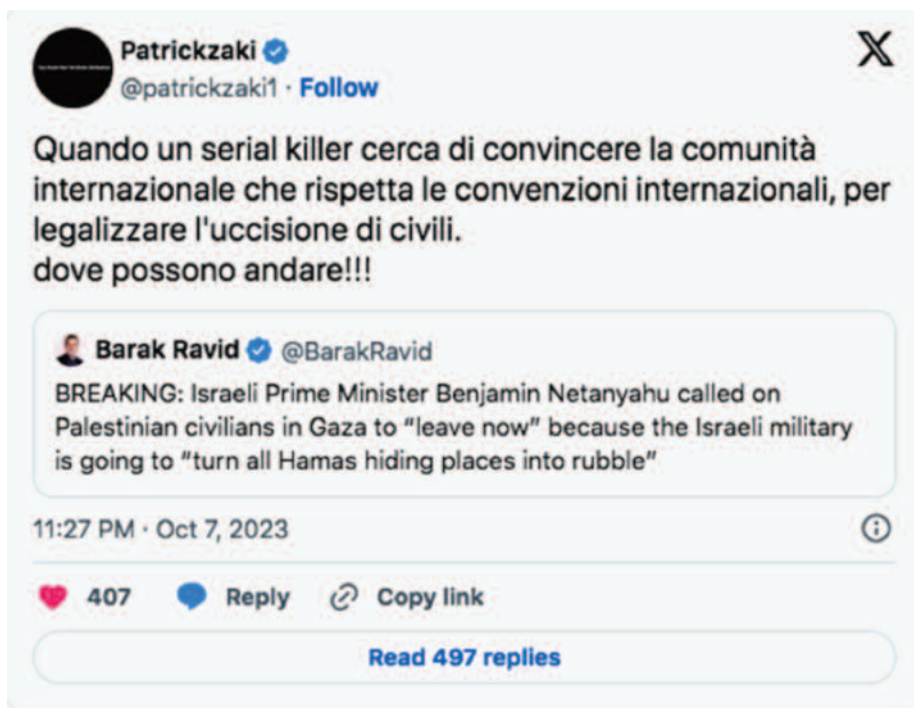 Patrickzaki
@patrickzaki1 · Follow
Quando un serial killer cerca di convincere la comunità
internazionale che rispetta le convenzioni internazionali, per
legalizzare l'uccisione di civili.
dove possono andare!!!
Barak Ravid @BarakRavid
BREAKING: Israeli Prime Minister Benjamin Netanyahu called on
Palestinian civilians in Gaza to “leave now” because the Israeli military
is going to “turn all Hamas hiding places into rubble”
11:27 PM · Oct 7, 2023
407 Reply Copy link
Read 497 replies